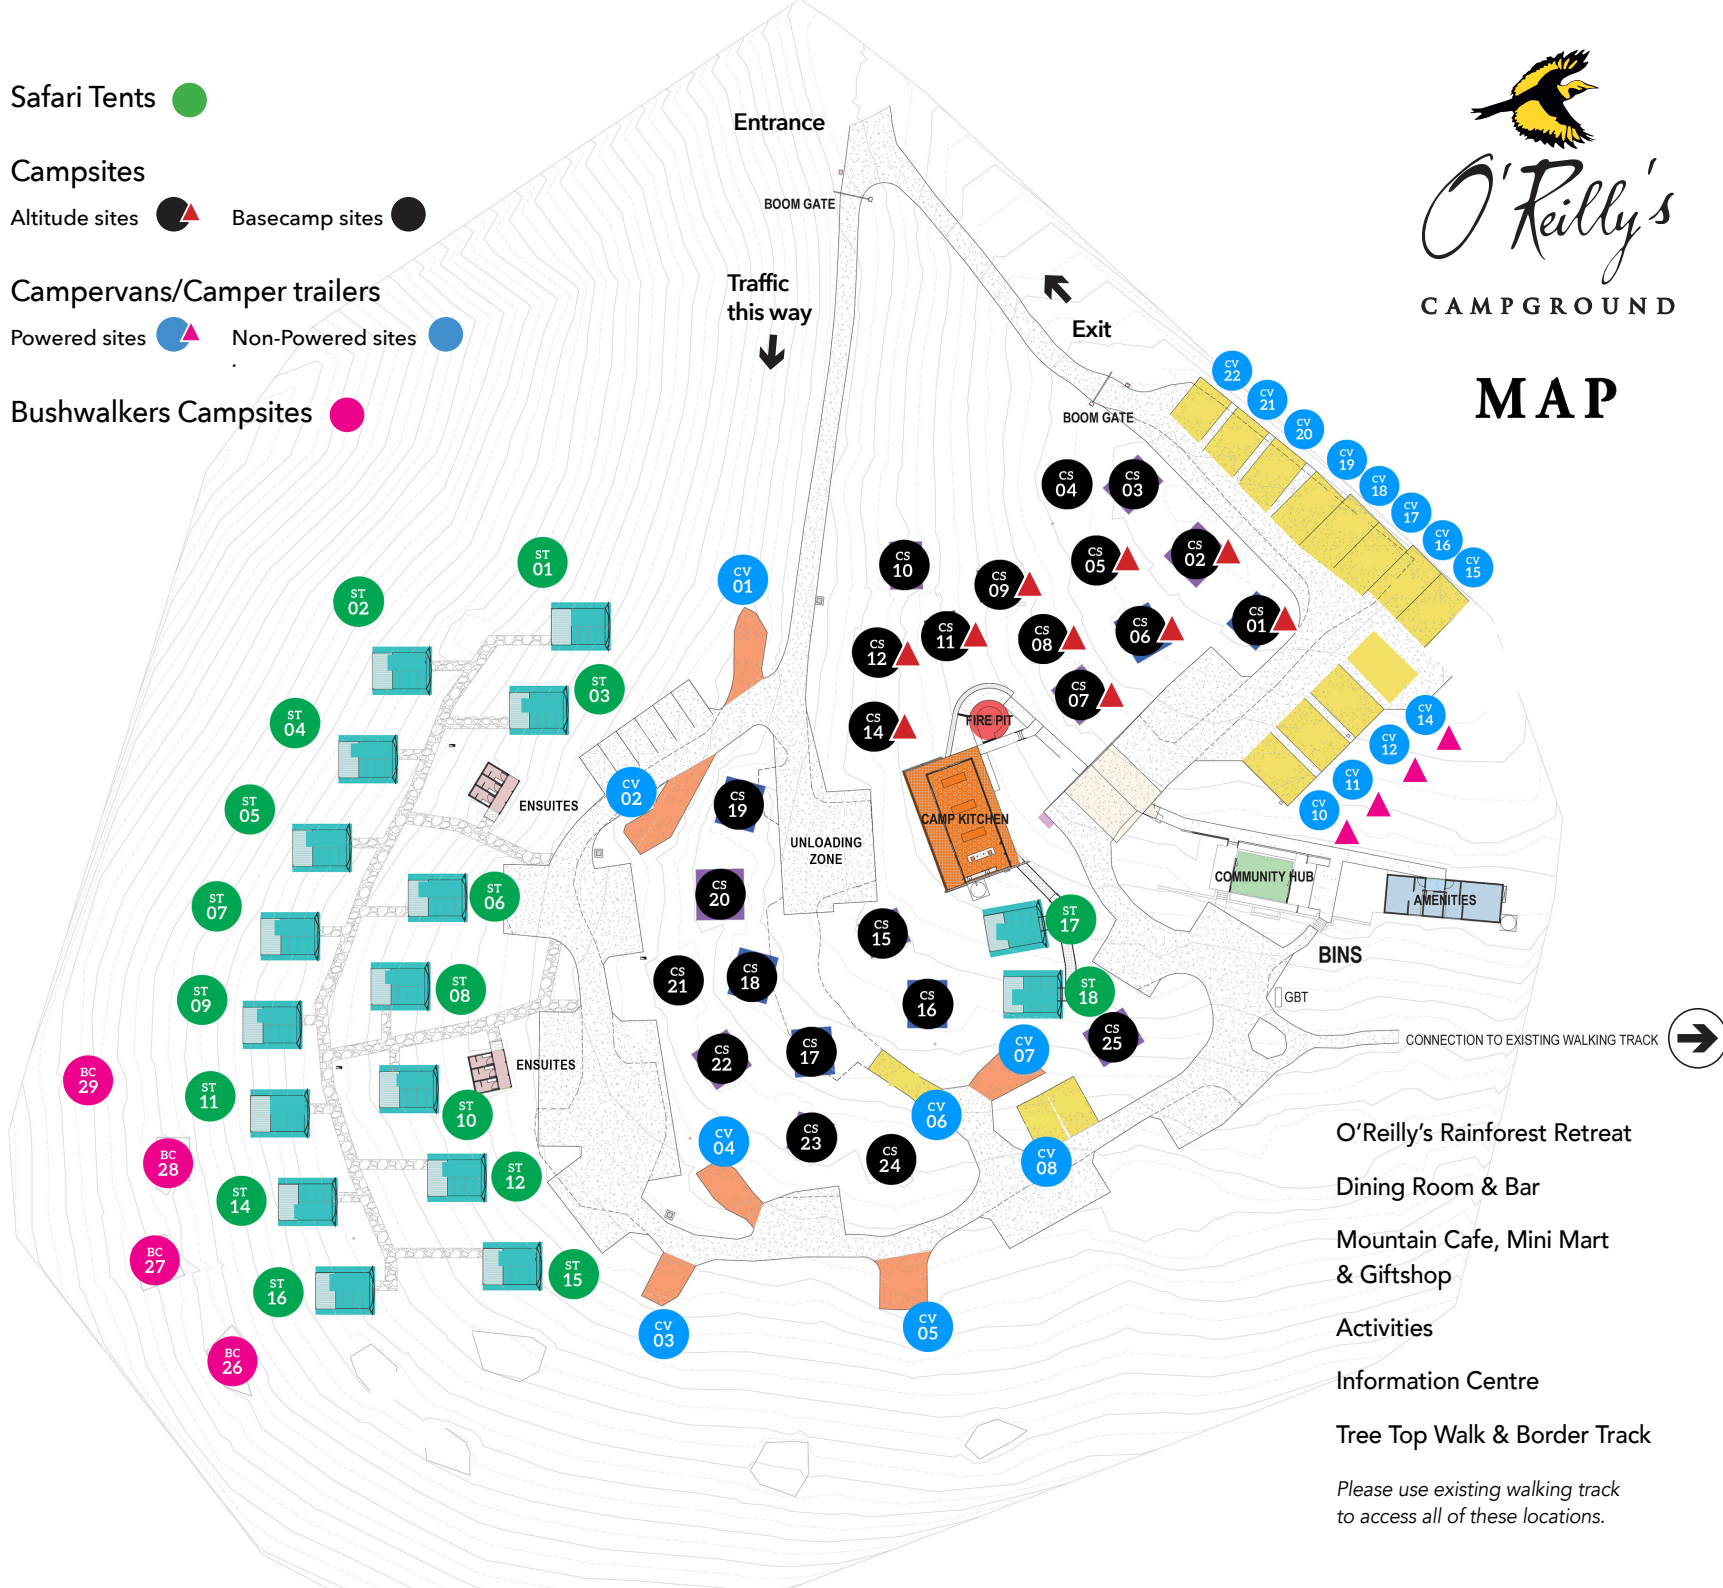 Safari Tents
Campsites
Altitude sites
Basecamp sites
Campervans/Camper trailers
Powered sites
Non-Powered sites
.
Bushwalkers Campsites
O'Reilly's
CAMPGROUND
MAP
Entrance
BOOM GATE
Traffic
this way
Exit
BOOM GATE
CV
22
CV
21
CV
20
CV
19
CV
18
CV
17
CV
16
CV
15
CS
04
CS
03
CS
05
CS
02
CS
10
CS
09
CS
01
CS
06
CS
11
CS
08
CS
12
CS
07
CS
14
ST
01
ST
02
CV
01
ST
03
ST
04
ST
05
CV
02
CS
19
ENSUITES
FIRE PIT
CAMP KITCHEN
UNLOADING
ZONE
CV
14
CV
12
CV
11
CV
10
COMMUNITY HUB
AMENITIES
BINS
GBT
CONNECTION TO EXISTING WALKING TRACK
ST
07
ST
06
CS
20
CS
15
ST
17
ST
09
ST
08
CS
21
CS
18
CS
16
ST
18
CS
25
CS
22
CS
17
CV
07
ENSUITES
BC
29
ST
11
ST
10
CV
04
CS
23
CV
06
CS
24
CV
08
BC
28
ST
12
ST
14
BC
27
ST
16
ST
15
CV
03
CV
05
BC
26
O'Reilly's Rainforest Retreat
Dining Room & Bar
Mountain Cafe, Mini Mart
& Giftshop
Activities
Information Centre
Tree Top Walk & Border Track
Please use existing walking track
to access all of these locations.